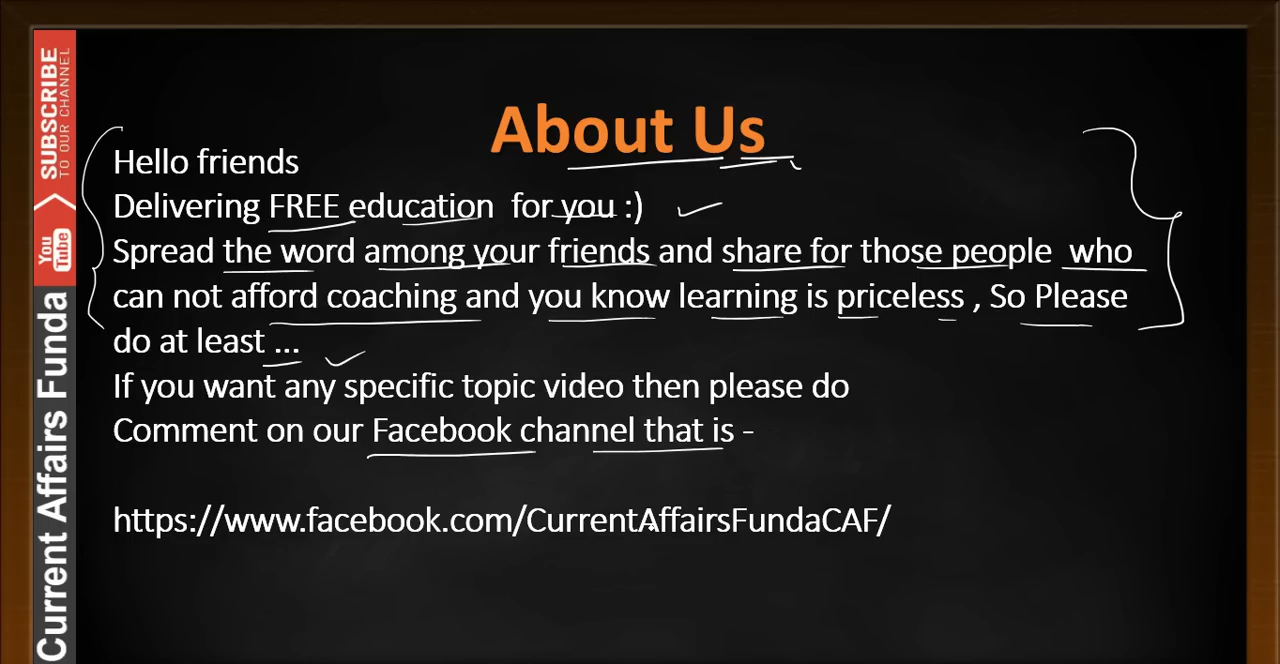 About Us
Hello friends
Delivering FREE education  for you :)
Spread the word among your friends and share for those people  who
can not afford coaching and you know learning is priceless , So Please
do at least ...
If you want any specific topic video then please do
Comment on our Facebook channel that is -
https://www.facebook.com/CurrentAffairsFundaCAF/
SUBSCRIBE
TO OUR CHANNEL
You
Tube
Current Affairs Funda